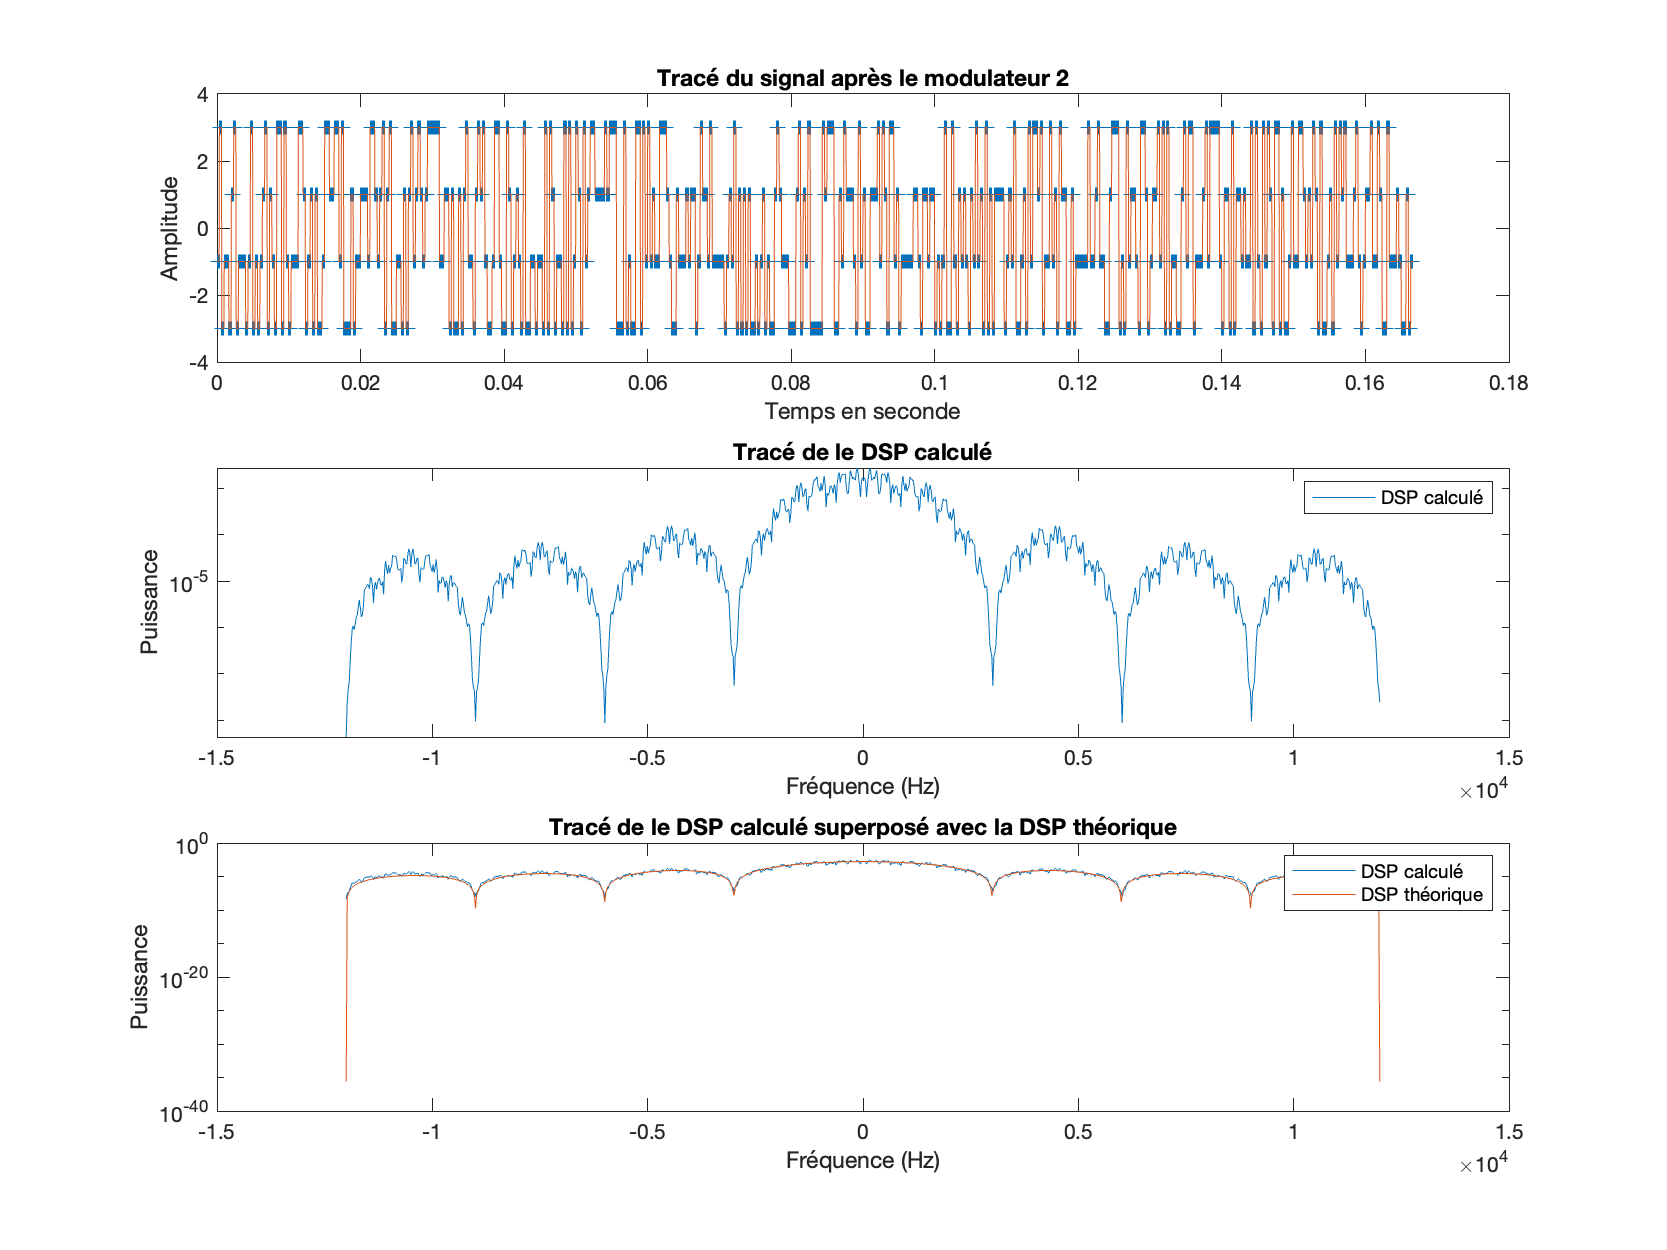 Tracé du signal après le modulateur 2
4
2
0
-2
-4
Amplitude
0 0.02 0.04 0.06 0.08 0.1 0.12 0.14 0.16 0.18
Temps en seconde
Tracé de le DSP calculé
DSP calculé
10^-5
Puissance
-1.5 -1 -0.5 0 0.5 1 1.5
×10^4
Fréquence (Hz)
Tracé de le DSP calculé superposé avec la DSP théorique
10^0
10^-20
10^-40
DSP calculé
DSP théorique
Puissance
-1.5 -1 -0.5 0 0.5 1 1.5
×10^4
Fréquence (Hz)